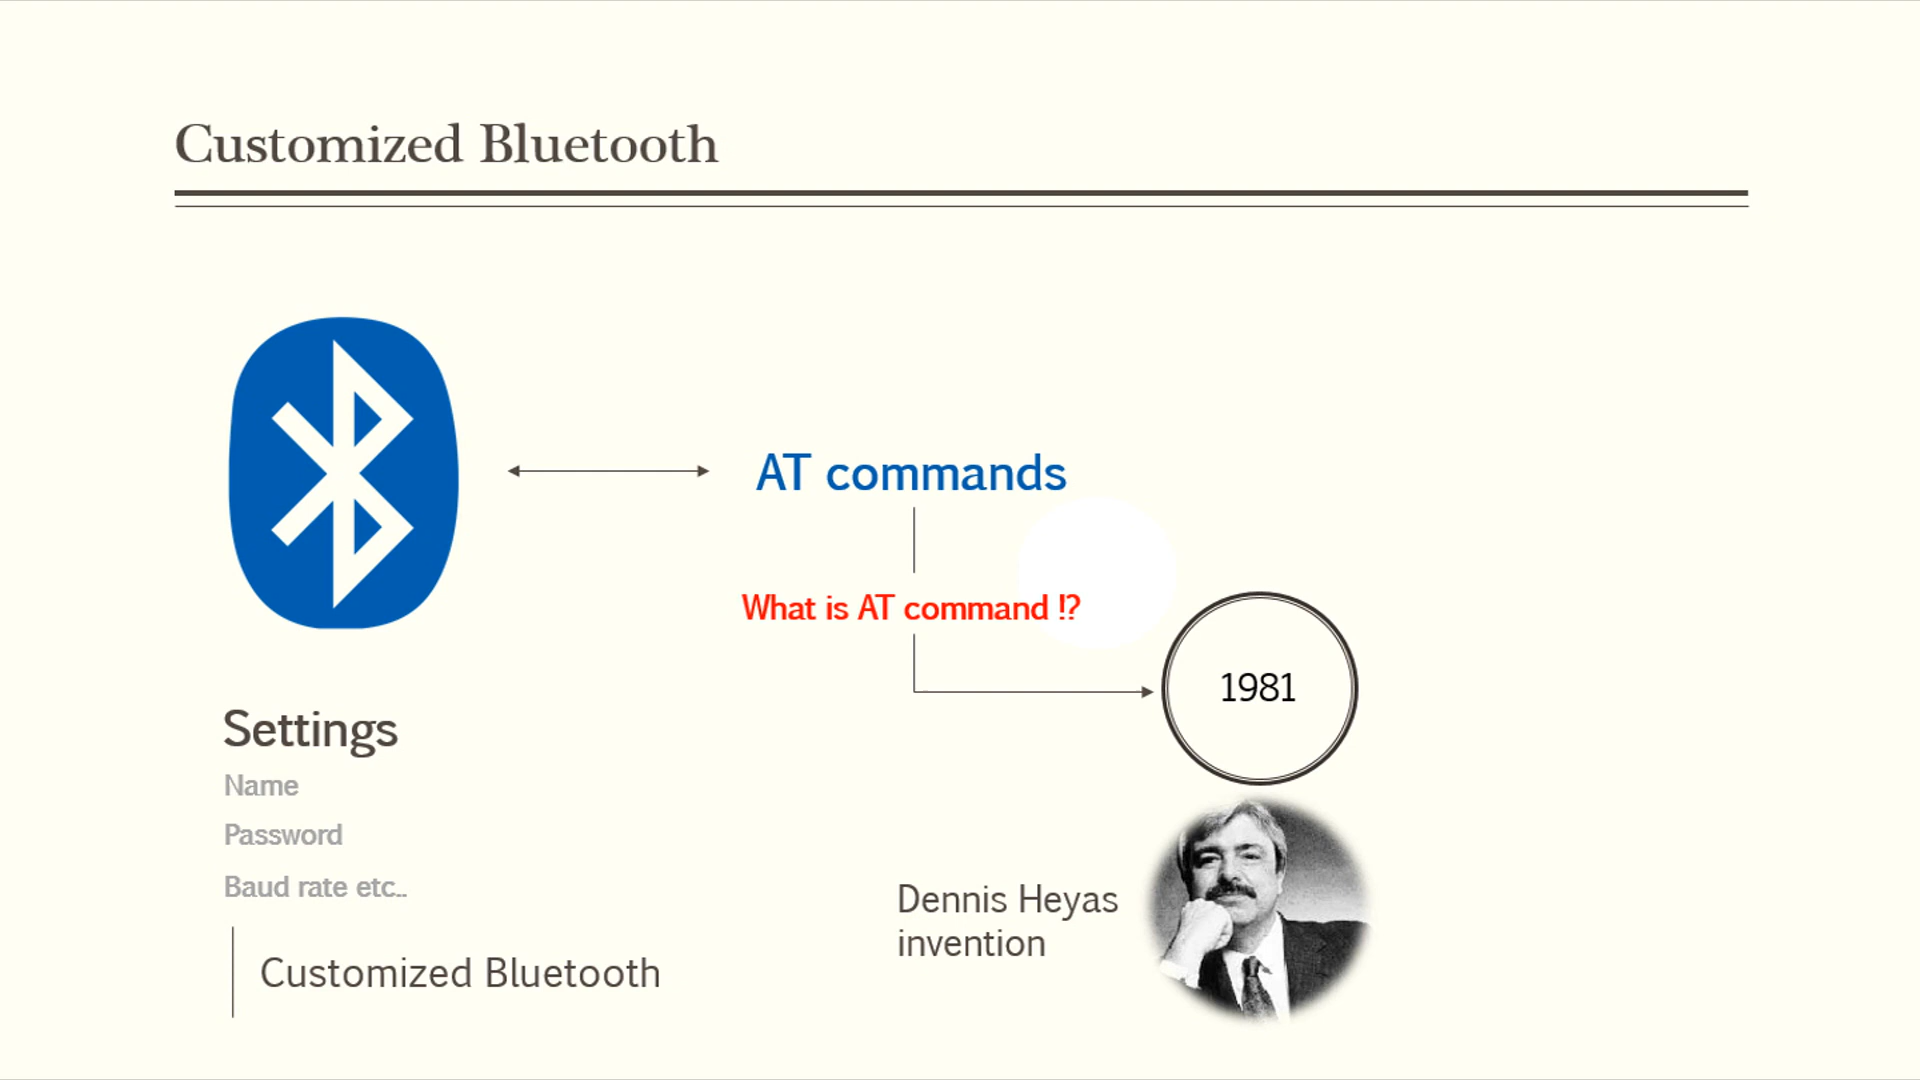 Customized Bluetooth
AT commands
What is AT command !?
1981
Settings
Name
Password
Baud rate etc..
Dennis Heyas
invention
Customized Bluetooth